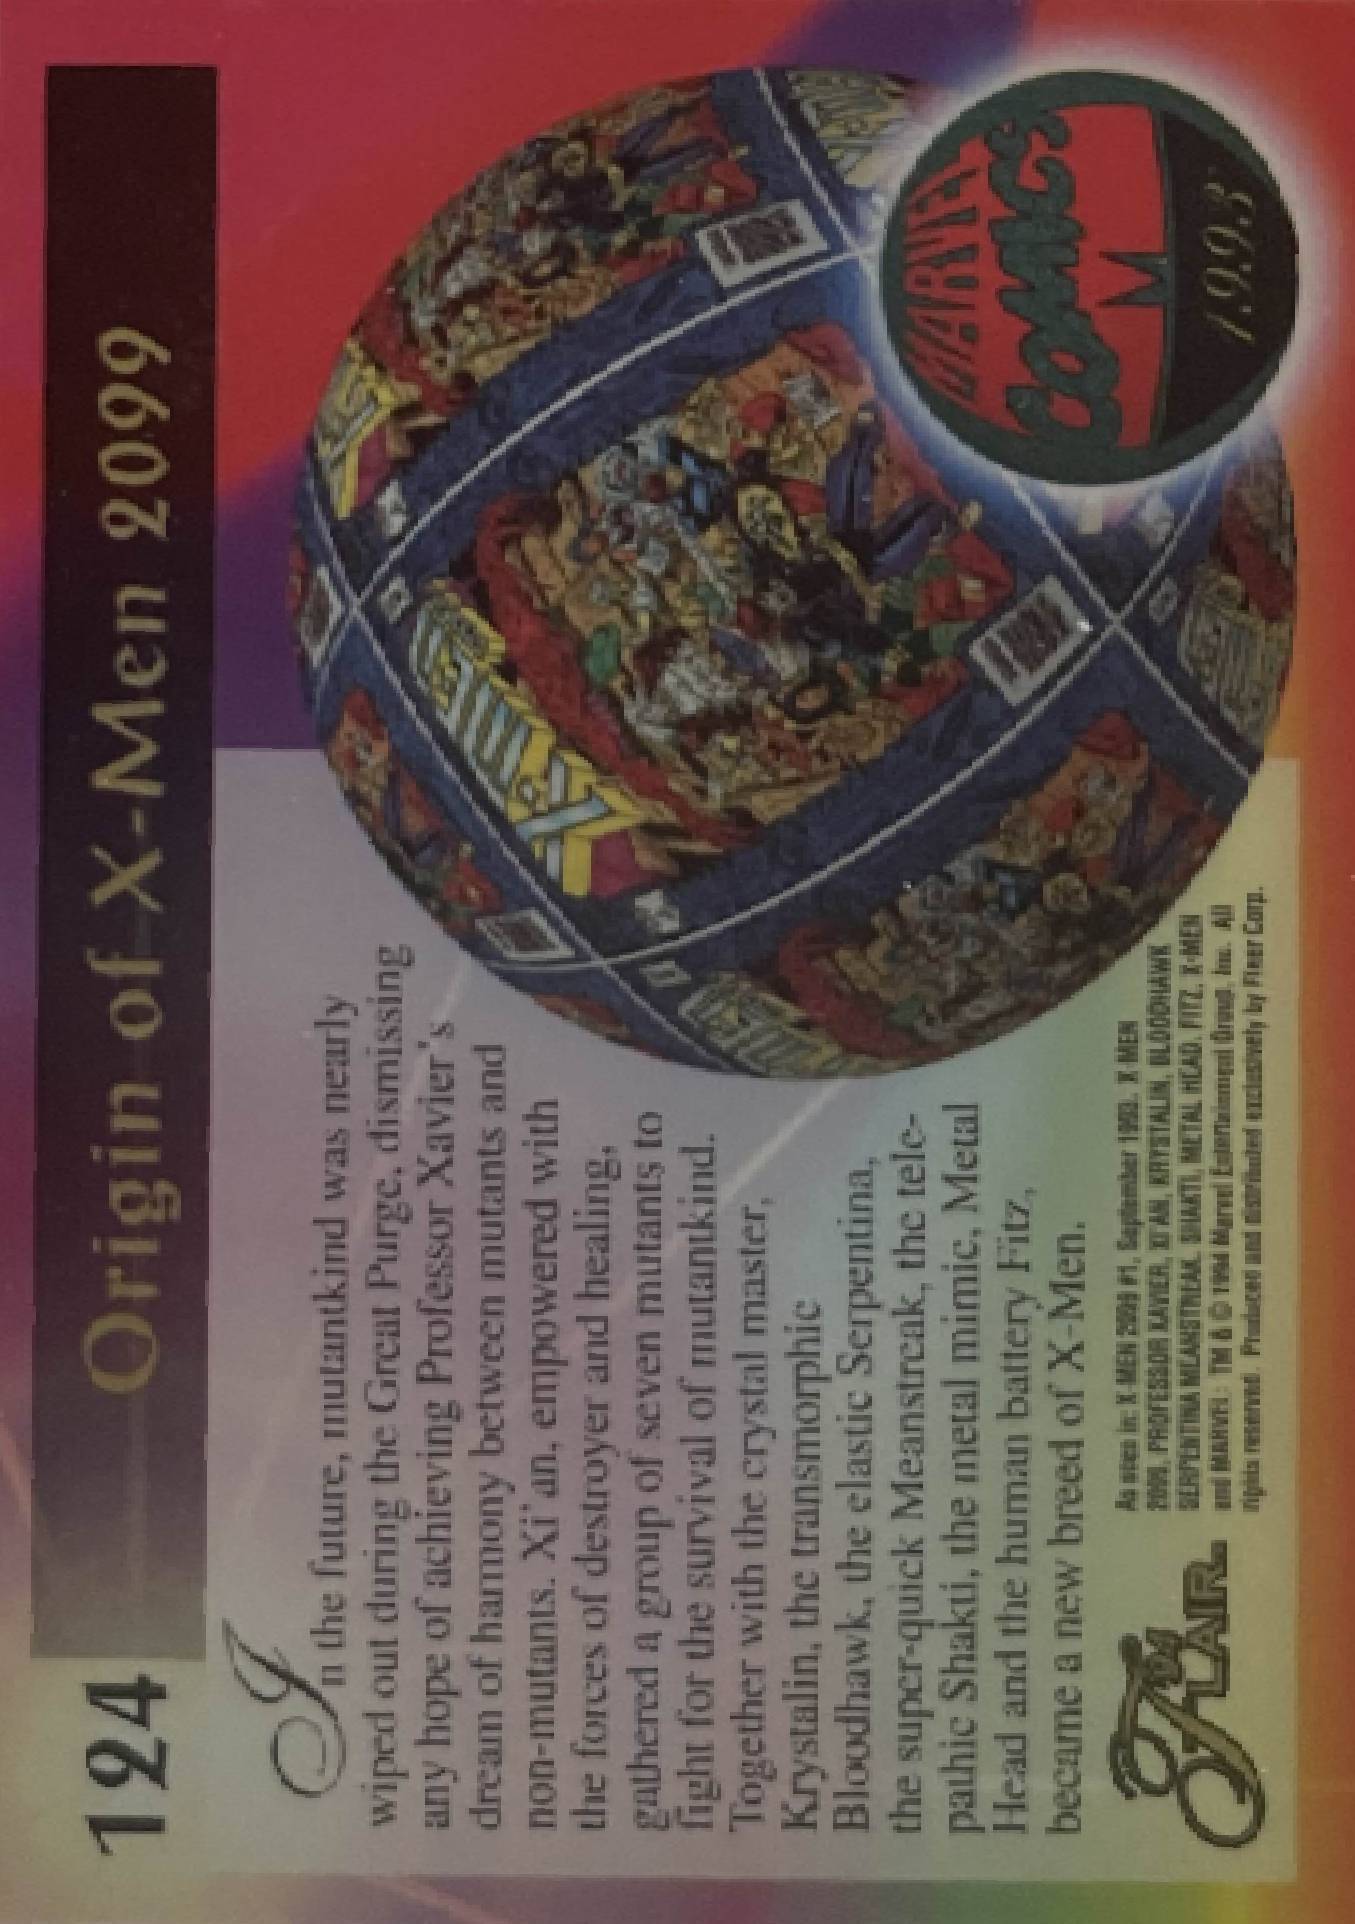 124
Origin of X-Men 2099
In the future, mutantkind was nearly
wiped out during the Great Purge, dismissing
any hope of achieving Professor Xavier's
dream of harmony between mutants and
non-mutants. Xi'an, empowered with
the forces of destroyer and healing,
gathered a group of seven mutants to
fight for the survival of mutantkind.
Together with the crystal master,
Krystalin, the transmorphic
Bloodhawk, the elastic Serpentina,
the super-quick Meanstreak, the tele-
pathic Shakti, the metal mimic, Metal
Head and the human battery Fitz,
became a new breed of X-Men.
'94
FLAIR
As seen in: X-MEN 2099 #1, September 1993. X-MEN
2099, PROFESSOR XAVIER, XI'AN, KRYSTALIN, BLOODHAWK
SERPENTINA MEANSTREAK, SHAKTI, METAL HEAD, FITZ, X-MEN
and MARVEL: TM & © 1994 Marvel Entertainment Group, Inc. All
rights reserved. Produced and distributed exclusively by Fleer Corp.
X-MEN
MARVEL
COMICS
M
1993